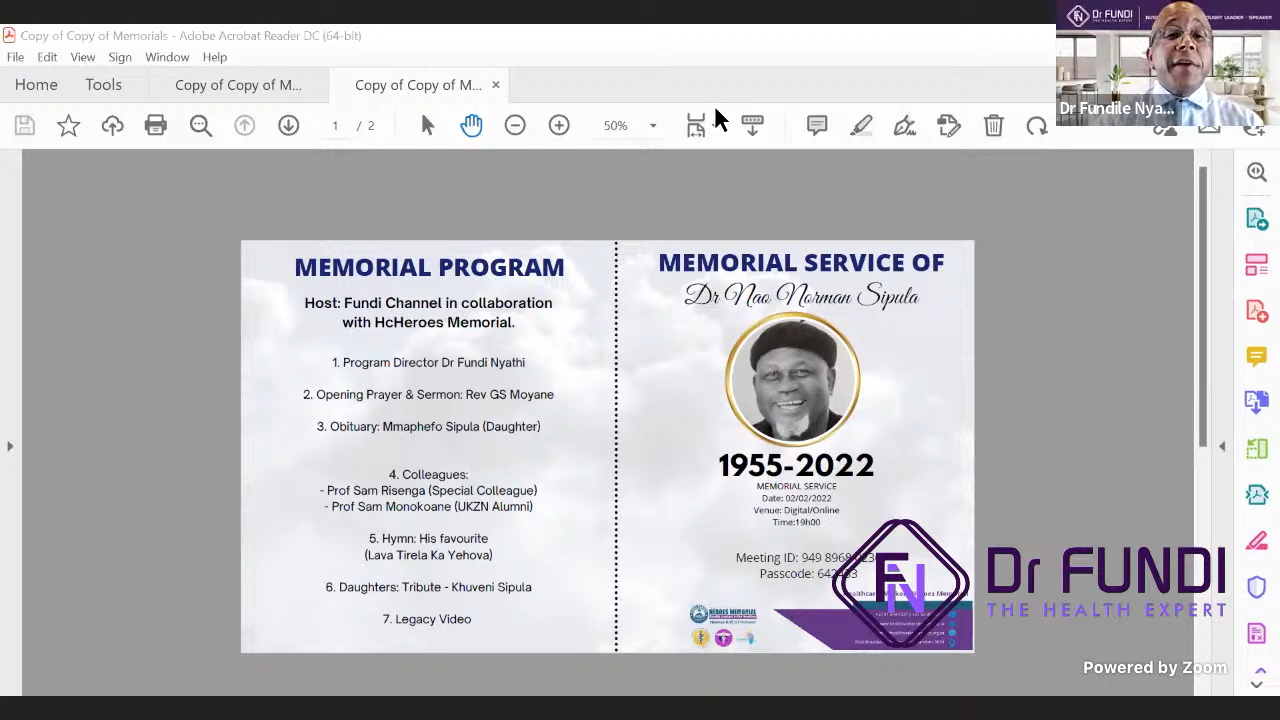 Copy of Copy of Memorials - Adobe Acrobat Reader DC (64-bit)
File Edit View Sign Window Help
Home Tools Copy of Copy of M... Copy of Copy of M... ×
1 / 2 50%
Dr FUNDI
Dr Fundile Nya...
MEMORIAL PROGRAM
Host: Fundi Channel in collaboration
with HcHeroes Memorial.
1. Program Director Dr Fundi Nyathi
2. Opening Prayer & Sermon: Rev GS Moyane
3. Obituary: Mmaphefo Sipula (Daughter)
4. Colleagues:
- Prof Sam Risenga (Special Colleague)
- Prof Sam Monokoane (UKZN Alumni)
5. Hymn: His favourite
(Lava Tirela Ka Yehova)
6. Daughters: Tribute - Khuveni Sipula
7. Legacy Video
MEMORIAL SERVICE OF
Dr Nao Norman Sipula
1955-2022
MEMORIAL SERVICE
Date: 02/02/2022
Venue: Digital/Online
Time:19h00
Meeting ID: 949 8968
Passcode:
HEROES MEMORIAL
FN
Dr FUNDI
THE HEALTH EXPERT
Powered by Zoom